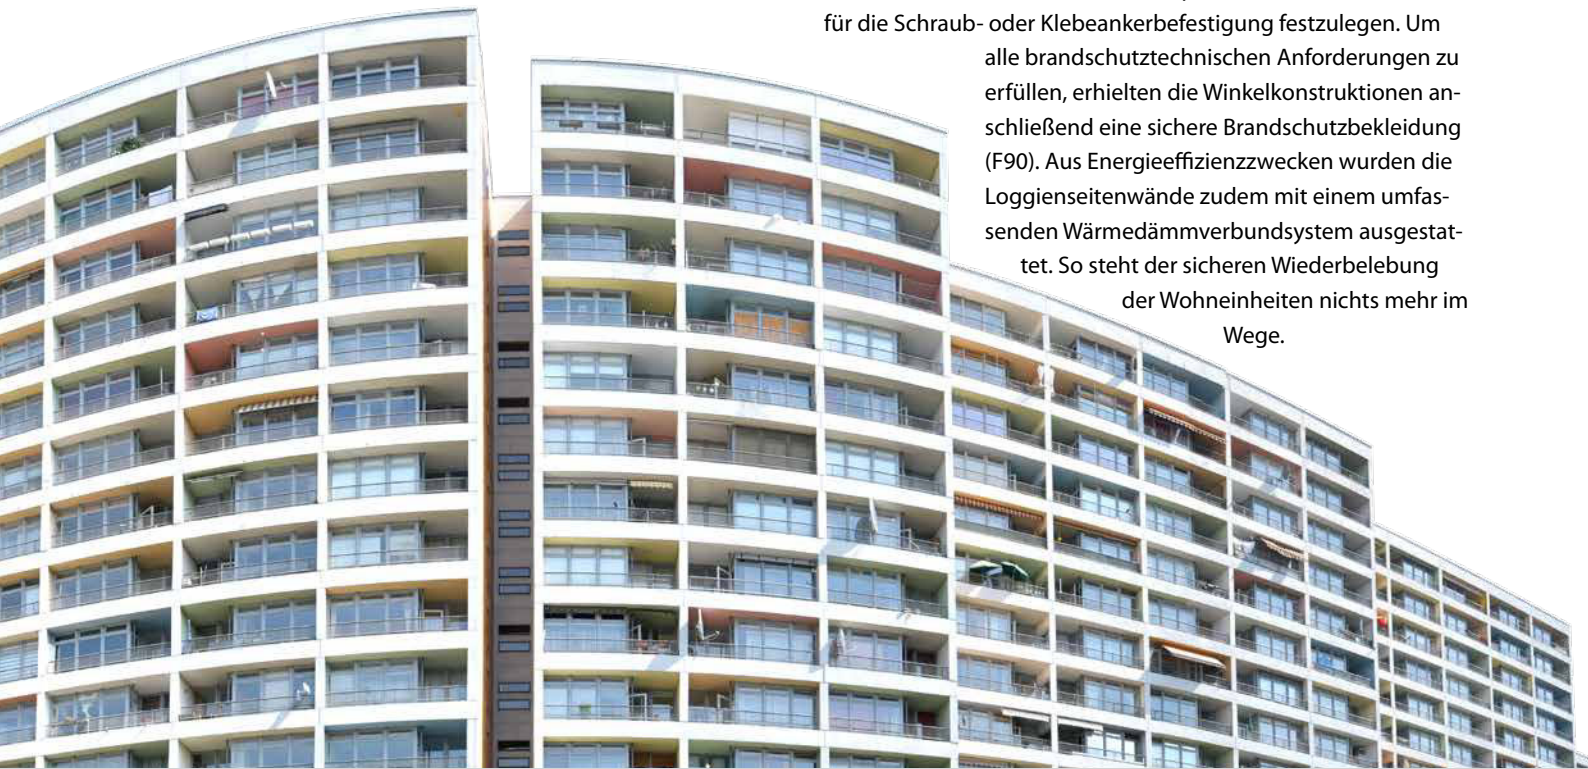 für die Schraub- oder Klebeankerbefestigung festzulegen. Um
alle brandschutztechnischen Anforderungen zu
erfüllen, erhielten die Winkelkonstruktionen an-
schließend eine sichere Brandschutzbekleidung
(F90). Aus Energieeffizienzzwecken wurden die
Loggienseitenwände zudem mit einem umfas-
senden Wärmedämmverbundsystem ausgestat-
tet. So steht der sicheren Wiederbelebung
der Wohneinheiten nichts mehr im
Wege.